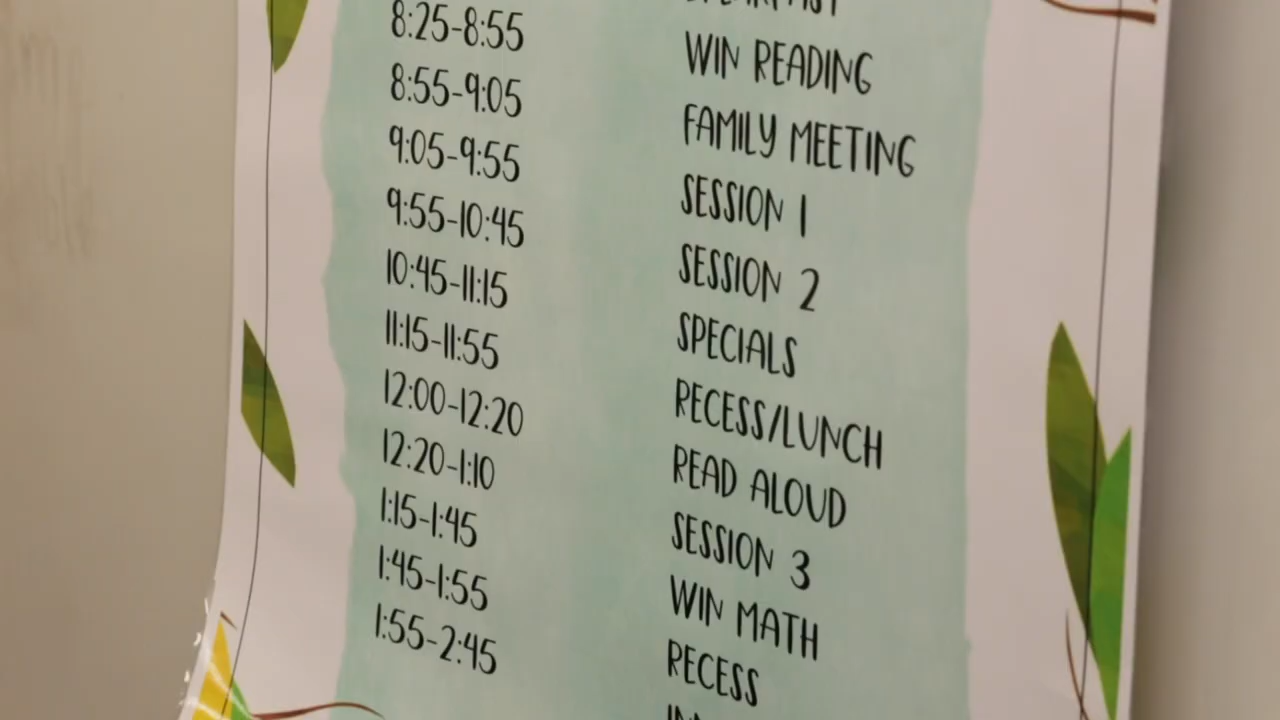 8:25-8:55 WIN READING
8:55-9:05 FAMILY MEETING
9:05-9:55 SESSION 1
9:55-10:45 SESSION 2
10:45-11:15 SPECIALS
11:15-11:55 RECESS/LUNCH
12:00-12:20 READ ALOUD
12:20-1:10 SESSION 3
1:15-1:45 WIN MATH
1:45-1:55 RECESS
1:55-2:45